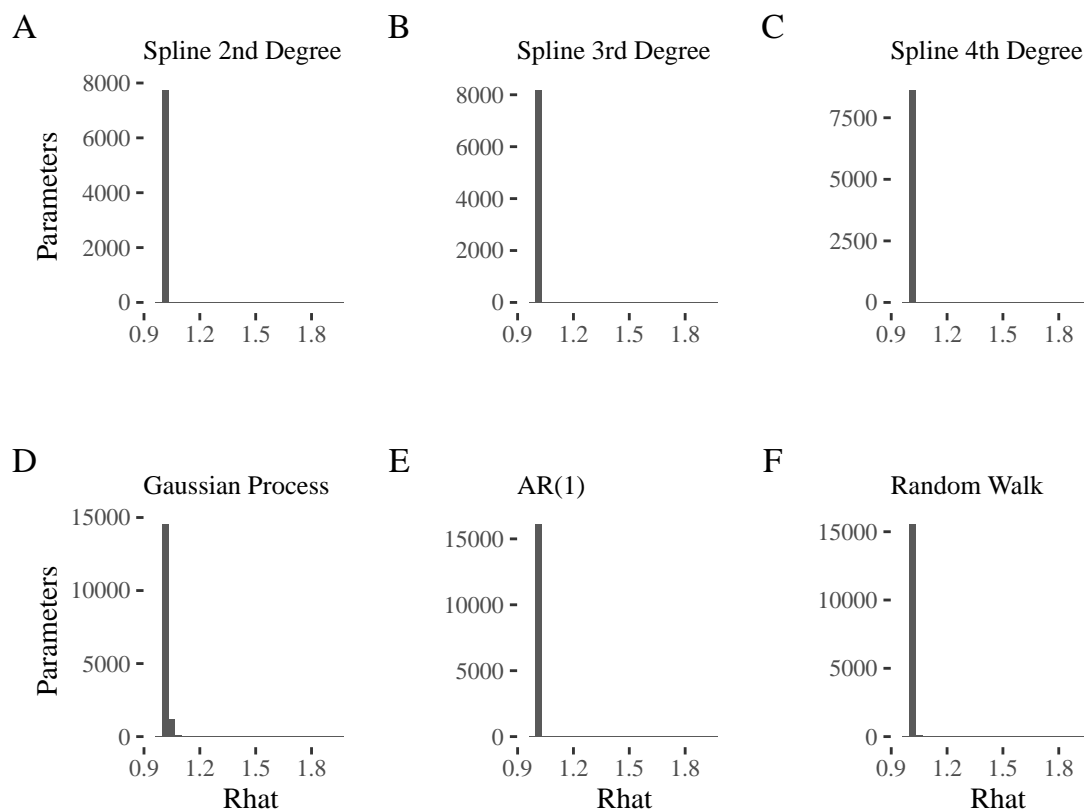 A
B
C
Spline 2nd Degree
Spline 3rd Degree
Spline 4th Degree
Parameters
8000
6000
4000
2000
0
0.9 1.2 1.5 1.8
8000
6000
4000
2000
0
0.9 1.2 1.5 1.8
7500
5000
2500
0
0.9 1.2 1.5 1.8
D
E
F
Gaussian Process
AR(1)
Random Walk
Parameters
15000
10000
5000
0
0.9 1.2 1.5 1.8
Rhat
15000
10000
5000
0
0.9 1.2 1.5 1.8
Rhat
15000
10000
5000
0
0.9 1.2 1.5 1.8
Rhat